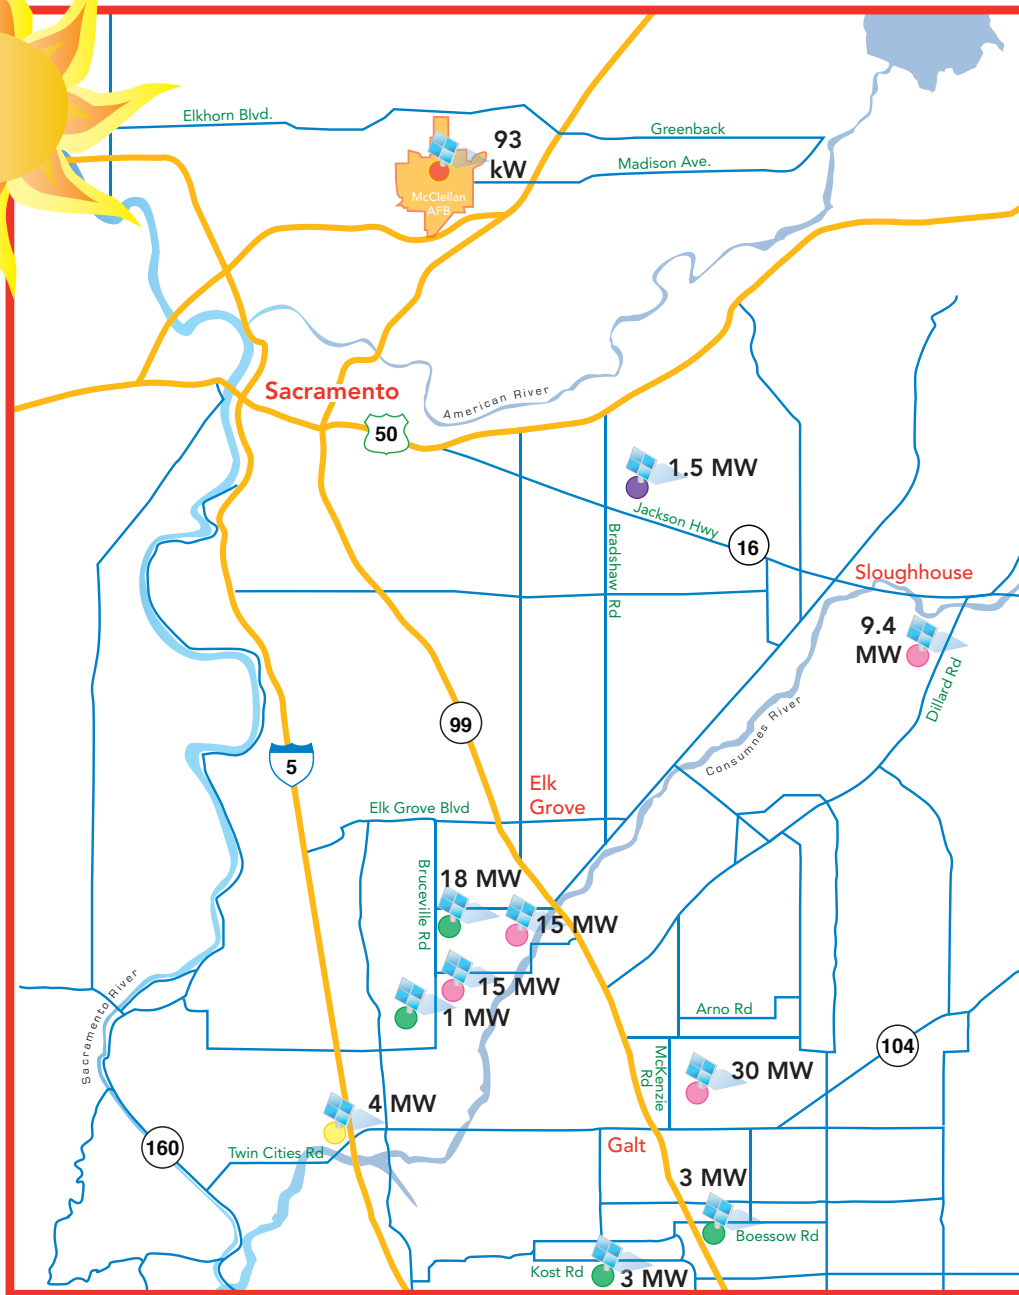 Elkhorn Blvd.
Greenback
93
kW
Madison Ave.
McClellan
AFB
Sacramento
American River
50
1.5 MW
Jackson Hwy
16
Bradshaw Rd
Sloughhouse
9.4
MW
Dillard Rd
Consumnes River
99
5
Elk
Grove
Elk Grove Blvd
Bruceville Rd
18 MW
15 MW
15 MW
1 MW
Sacramento River
Arno Rd
104
McKenzie
Rd
30 MW
4 MW
160
Twin Cities Rd
Galt
3 MW
Boessow Rd
Kost Rd
3 MW